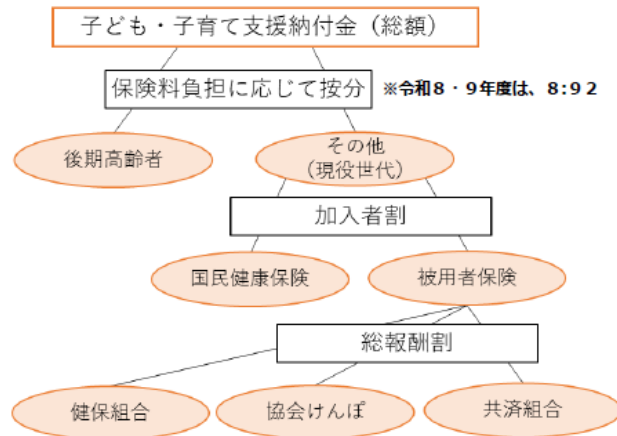 子ども・子育て支援納付金（総額）
保険料負担に応じて按分
※令和８・９年度は、８：９２
後期高齢者
その他
（現役世代）
加入者割
国民健康保険
被用者保険
総報酬割
健保組合
協会けんぽ
共済組合